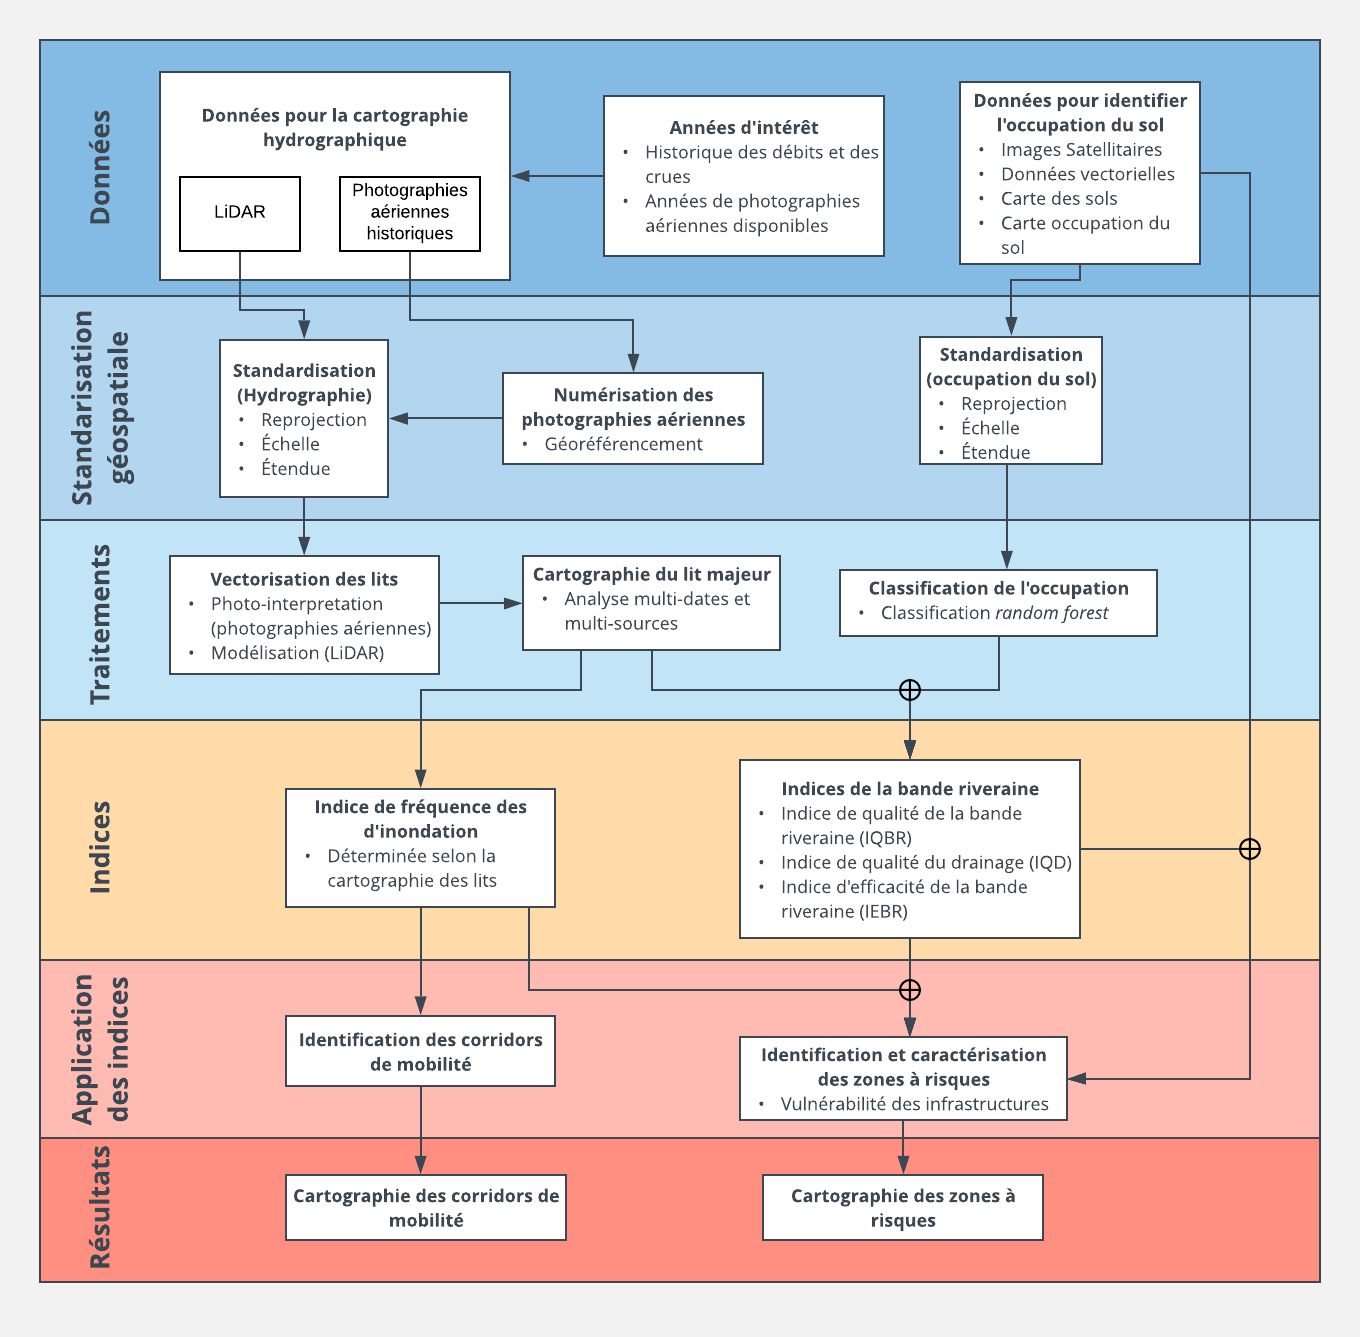 Données
Données pour la cartographie
hydrographique
LiDAR
Photographies
aériennes
historiques
Années d'intérêt
• Historique des débits et des
crues
• Années de photographies
aériennes disponibles
Données pour identifier
l'occupation du sol
• Images Satellitaires
• Données vectorielles
• Carte des sols
• Carte occupation du
sol
Standarisation
géospatiale
Standardisation
(Hydrographie)
• Reprojection
• Échelle
• Étendue
Numérisation des
photographies aériennes
• Géoréférencement
Standardisation
(occupation du sol)
• Reprojection
• Échelle
• Étendue
Traitements
Vectorisation des lits
• Photo-interpretation
(photographies aériennes)
• Modélisation (LiDAR)
Cartographie du lit majeur
• Analyse multi-dates et
multi-sources
Classification de l'occupation
• Classification random forest
Indices
Indice de fréquence des
d'inondation
• Déterminée selon la
cartographie des lits
Indices de la bande riveraine
• Indice de qualité de la bande
riveraine (IQBR)
• Indice de qualité du drainage (IQD)
• Indice d'efficacité de la bande
riveraine (IEBR)
Application
des indices
Identification des corridors
de mobilité
Identification et caractérisation
des zones à risques
• Vulnérabilité des infrastructures
Résultats
Cartographie des corridors de
mobilité
Cartographie des zones à
risques